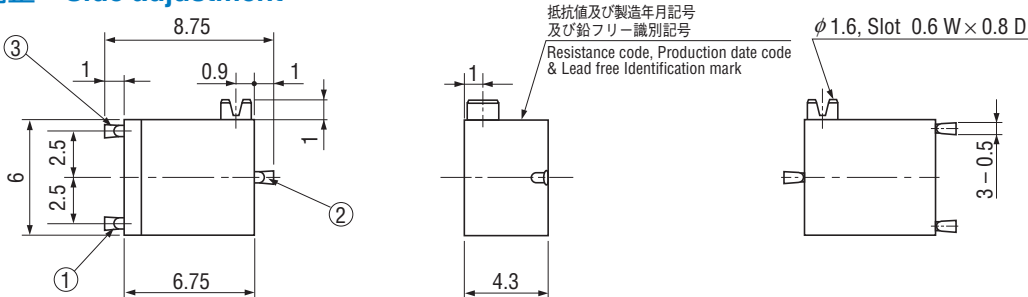 Side adjustment
抵抗値及び製造年月記号
及び鉛フリー識別記号
Resistance code, Production date code
& Lead free Identification mark
φ1.6, Slot 0.6 W×0.8 D
8.75
③
1
0.9
1
1
6
2.5
2.5
②
①
6.75
1
4.3
3－0.5